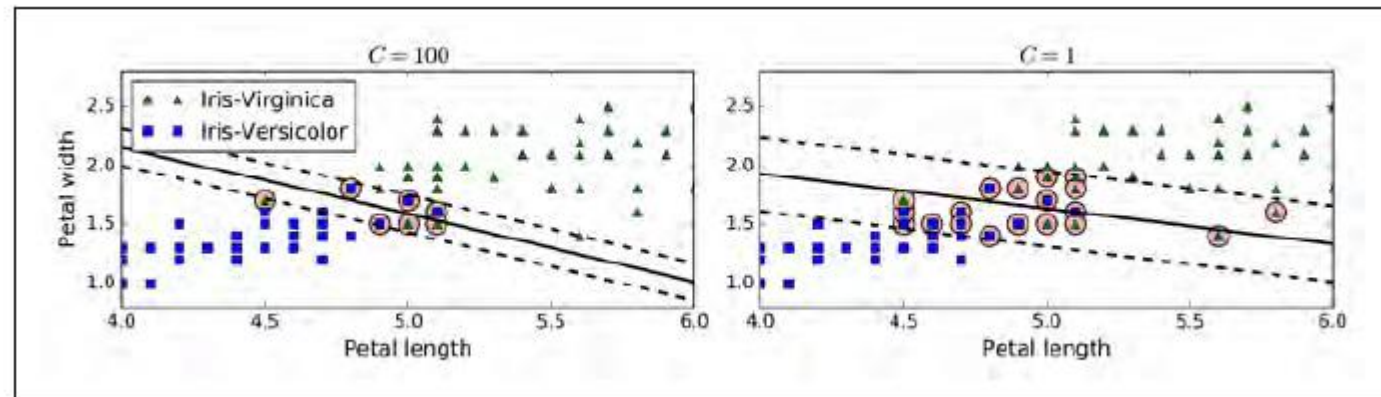 C = 100
Petal width
2.5
2.0
1.5
1.0
Iris-Virginica
Iris-Versicolor
4.0 4.5 5.0 5.5 6.0
Petal length
C = 1
2.5
2.0
1.5
1.0
4.0 4.5 5.0 5.5 6.0
Petal length